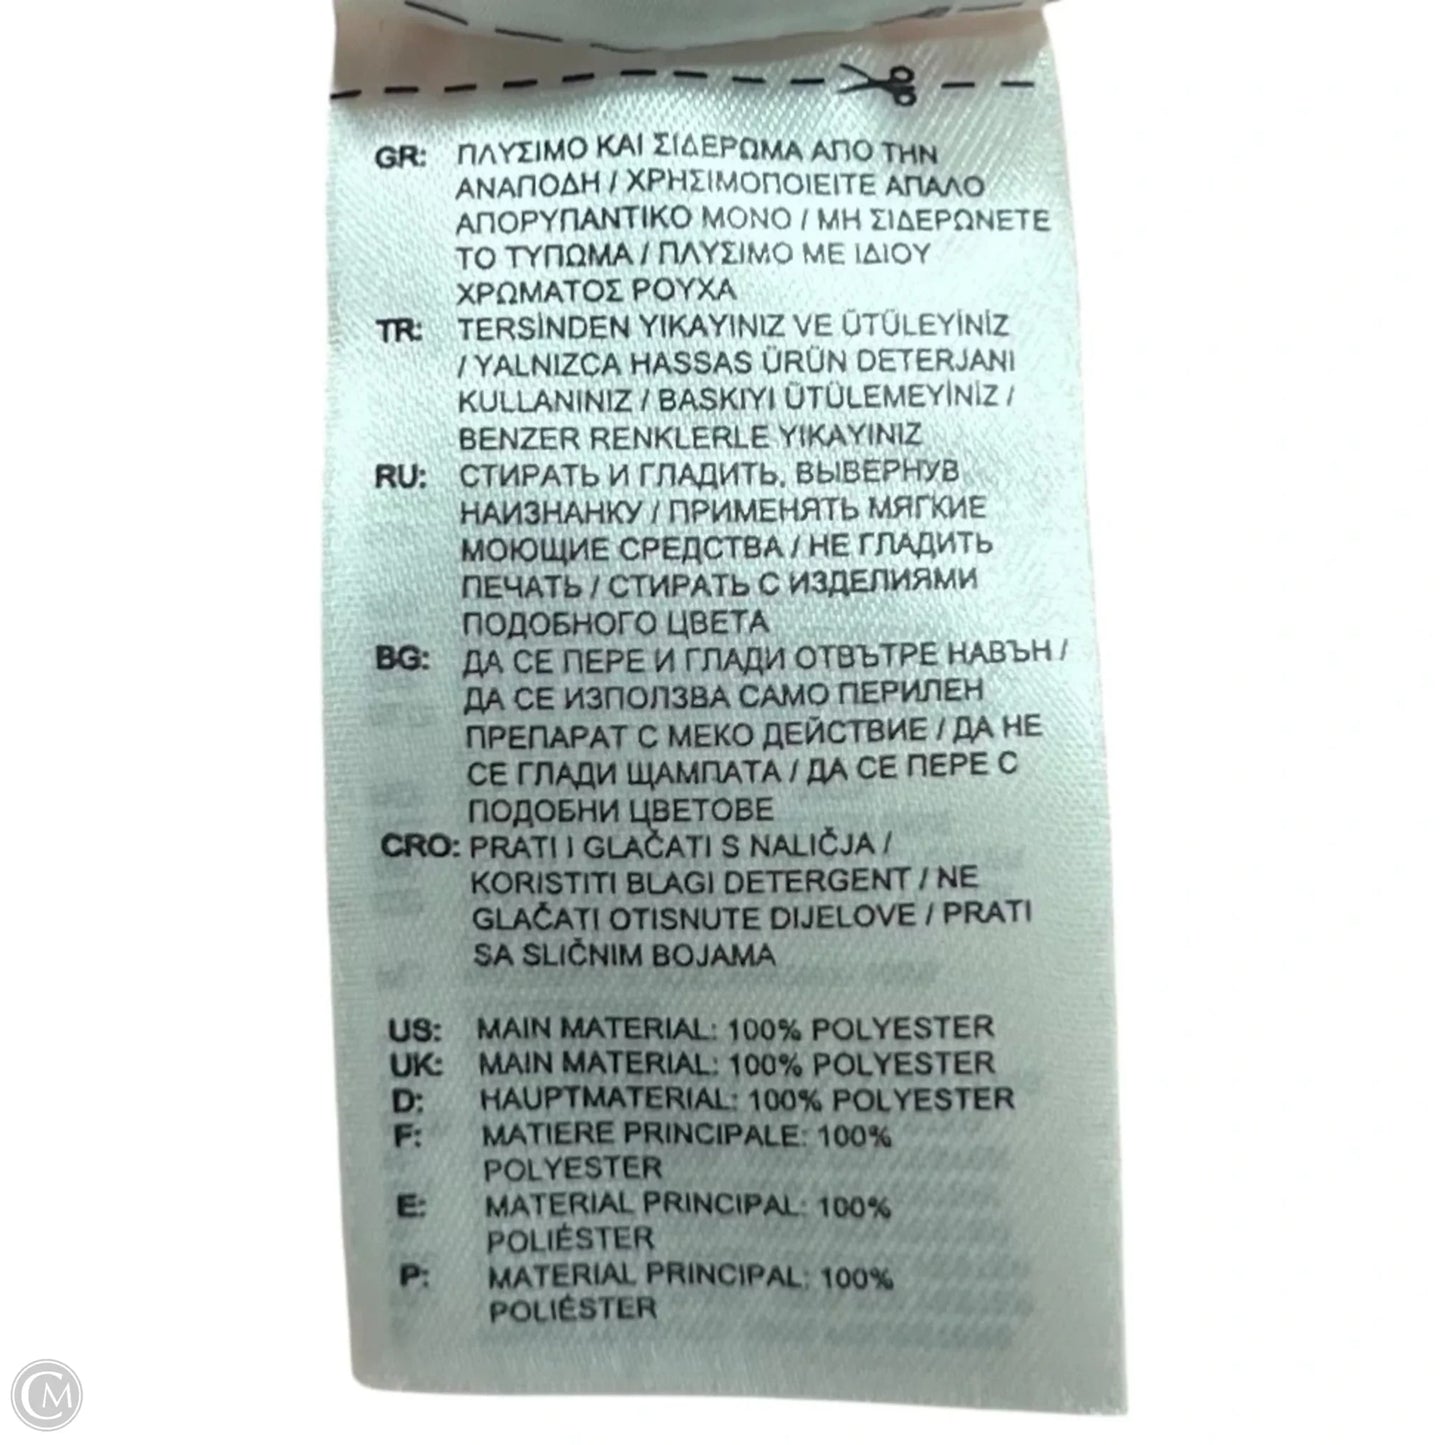 GR: ΠΛΥΣΙΜΟ ΚΑΙ ΣΙΔΕΡΩΜΑ ΑΠΟ ΤΗΝ
ΑΝΑΠΟΔΗ / ΧΡΗΣΙΜΟΠΟΙΕΙΤΕ ΑΠΑΛΟ
ΑΠΟΡΥΠΑΝΤΙΚΟ ΜΟΝΟ / ΜΗ ΣΙΔΕΡΩΝΕΤΕ
ΤΟ ΤΥΠΩΜΑ / ΠΛΥΣΙΜΟ ΜΕ ΙΔΙΟΥ
ΧΡΩΜΑΤΟΣ ΡΟΥΧΑ
TR: TERSİNDEN YIKAYINIZ VE ÜTÜLEYİNİZ
/ YALNIZCA HASSAS ÜRÜN DETERJANI
KULLANINIZ / BASKIYI ÜTÜLEMEYİNİZ /
BENZER RENKLERLE YIKAYINIZ
RU: СТИРАТЬ И ГЛАДИТЬ, ВЫВЕРНУВ
НАИЗНАНКУ / ПРИМЕНЯТЬ МЯГКИЕ
МОЮЩИЕ СРЕДСТВА / НЕ ГЛАДИТЬ
ПЕЧАТЬ / СТИРАТЬ С ИЗДЕЛИЯМИ
ПОДОБНОГО ЦВЕТА
BG: ДА СЕ ПЕРЕ И ГЛАДИ ОТВЪТРЕ НАВЪН /
ДА СЕ ИЗПОЛЗВА САМО ПЕРИЛЕН
ПРЕПАРАТ С МЕКО ДЕЙСТВИЕ / ДА НЕ
СЕ ГЛАДИ ЩАМПАТА / ДА СЕ ПЕРЕ С
ПОДОБНИ ЦВЕТОВЕ
CRO: PRATI I GLAČATI S NALIČJA /
KORISTITI BLAGI DETERGENT / NE
GLAČATI OTISNUTE DIJELOVE / PRATI
SA SLIČNIM BOJAMA
US: MAIN MATERIAL: 100% POLYESTER
UK: MAIN MATERIAL: 100% POLYESTER
D: HAUPTMATERIAL: 100% POLYESTER
F: MATIERE PRINCIPALE: 100%
POLYESTER
E: MATERIAL PRINCIPAL: 100%
POLIÉSTER
P: MATERIAL PRINCIPAL: 100%
POLIÉSTER
CM